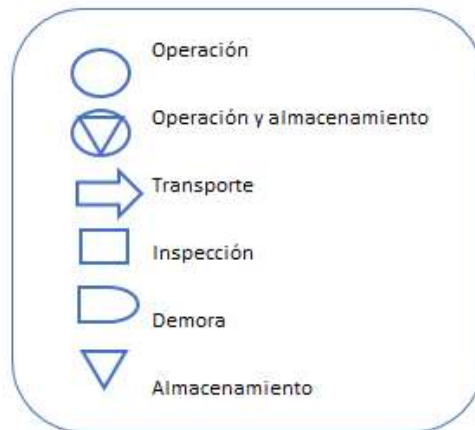 Operación
Operación y almacenamiento
Transporte
Inspección
Demora
Almacenamiento